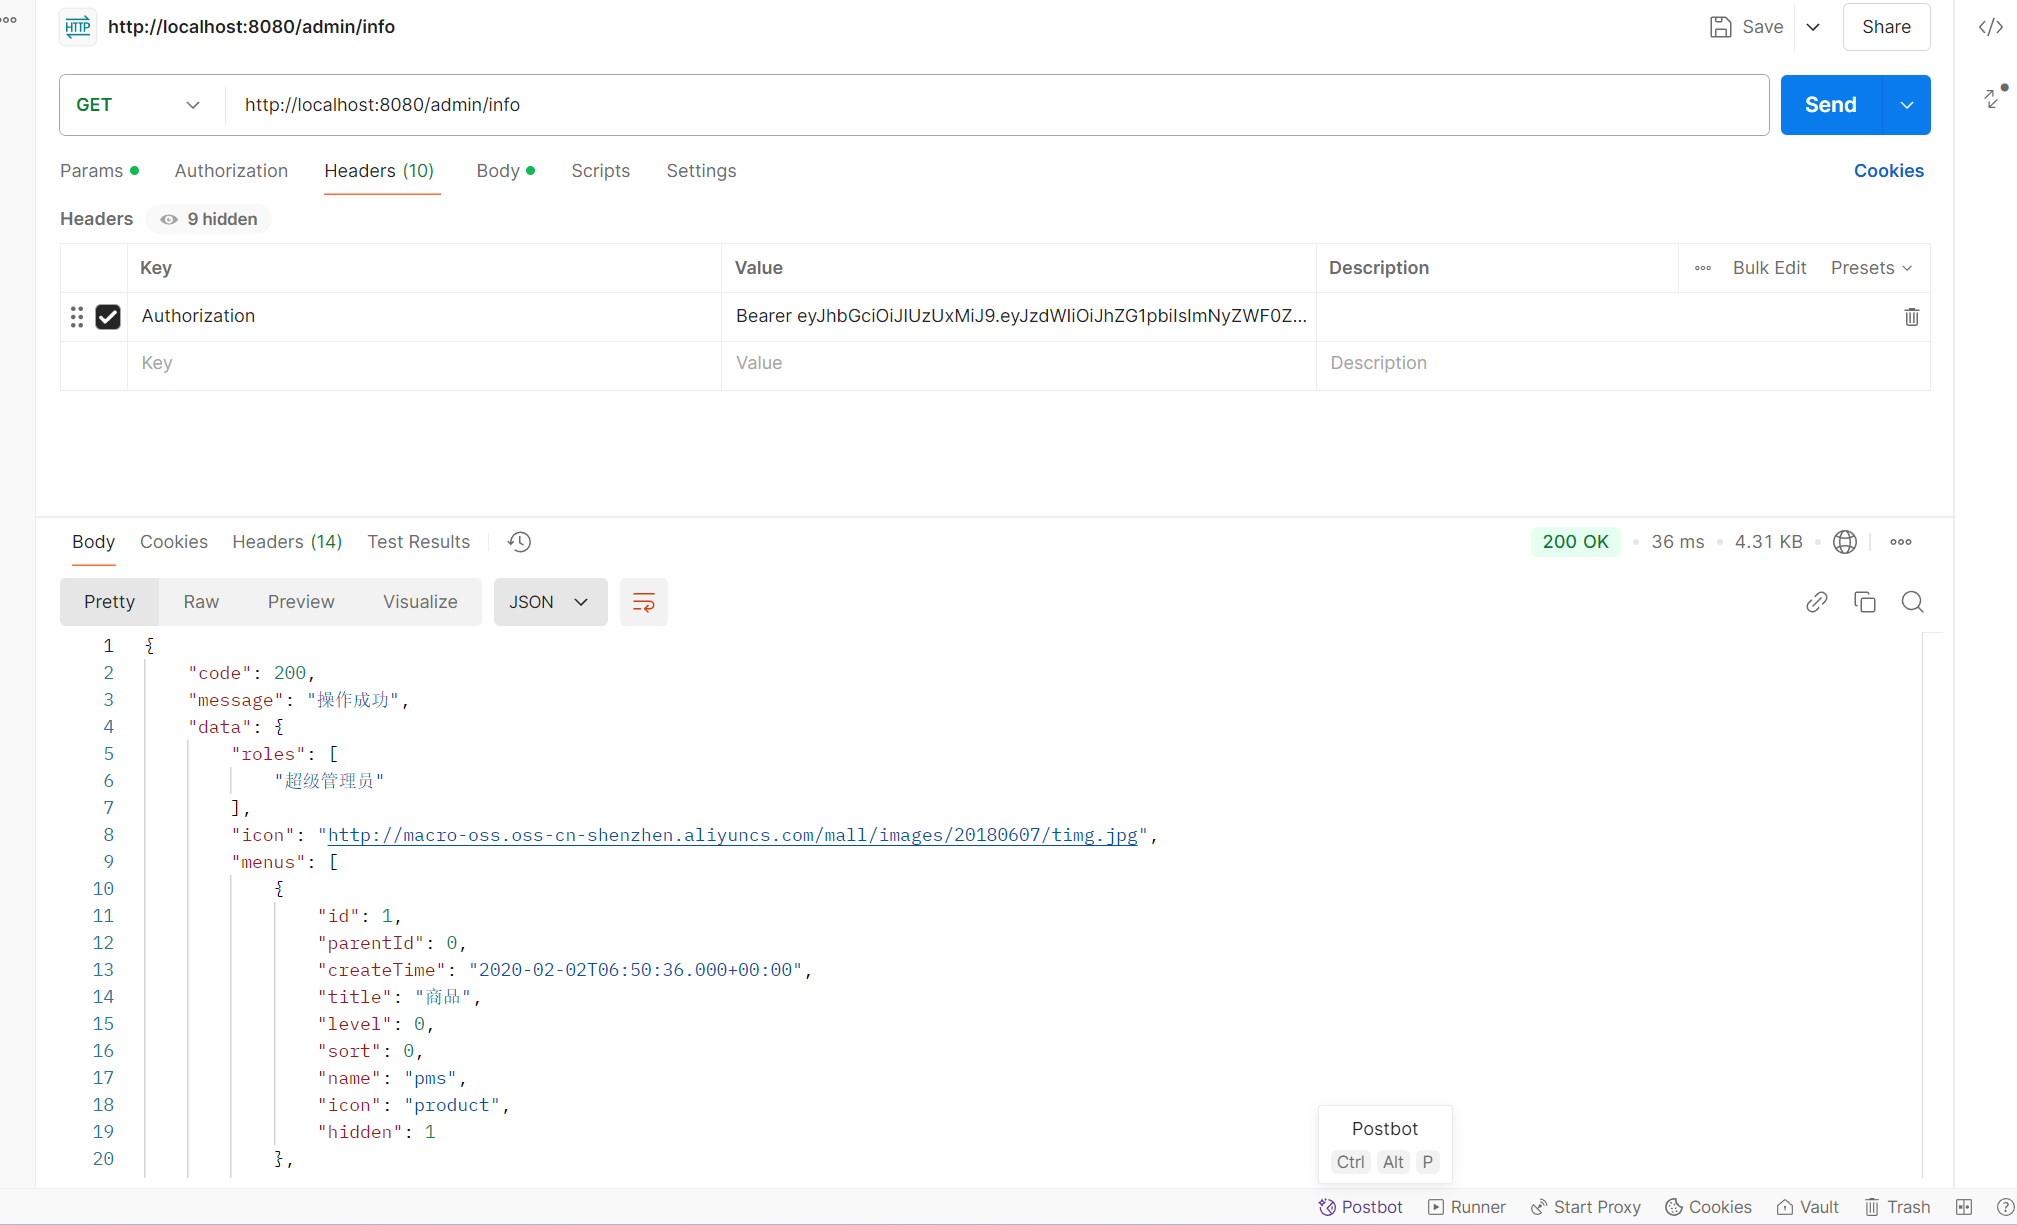 HTTP http://localhost:8080/admin/info Save Share </>
GET http://localhost:8080/admin/info Send
Params Authorization Headers (10) Body Scripts Settings Cookies
Headers 9 hidden
Key Value Description Bulk Edit Presets
Authorization Bearer eyJhbGciOiJIUzUxMiJ9.eyJzdWIiOiJhZG1pbiIsImNyZWF0Z...
Key Value Description
Body Cookies Headers (14) Test Results 200 OK 36 ms 4.31 KB
Pretty Raw Preview Visualize JSON
1 {
2 "code": 200,
3 "message": "操作成功",
4 "data": {
5 "roles": [
6 "超级管理员"
7 ],
8 "icon": "http://macro-oss.oss-cn-shenzhen.aliyuncs.com/mall/images/20180607/timg.jpg",
9 "menus": [
10 {
11 "id": 1,
12 "parentId": 0,
13 "createTime": "2020-02-02T06:50:36.000+00:00",
14 "title": "商品",
15 "level": 0,
16 "sort": 0,
17 "name": "pms",
18 "icon": "product",
19 "hidden": 1
20 },
Postbot
Ctrl Alt P
Postbot Runner Start Proxy Cookies Vault Trash